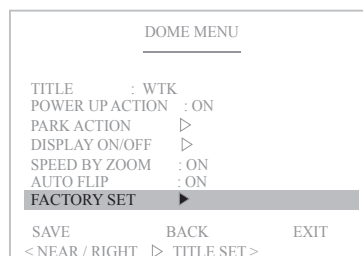 DOME MENU
TITLE : WTK
POWER UP ACTION : ON
PARK ACTION ▷
DISPLAY ON/OFF ▷
SPEED BY ZOOM : ON
AUTO FLIP : ON
FACTORY SET ▶
SAVE BACK EXIT
< NEAR / RIGHT ▷ TITLE SET >